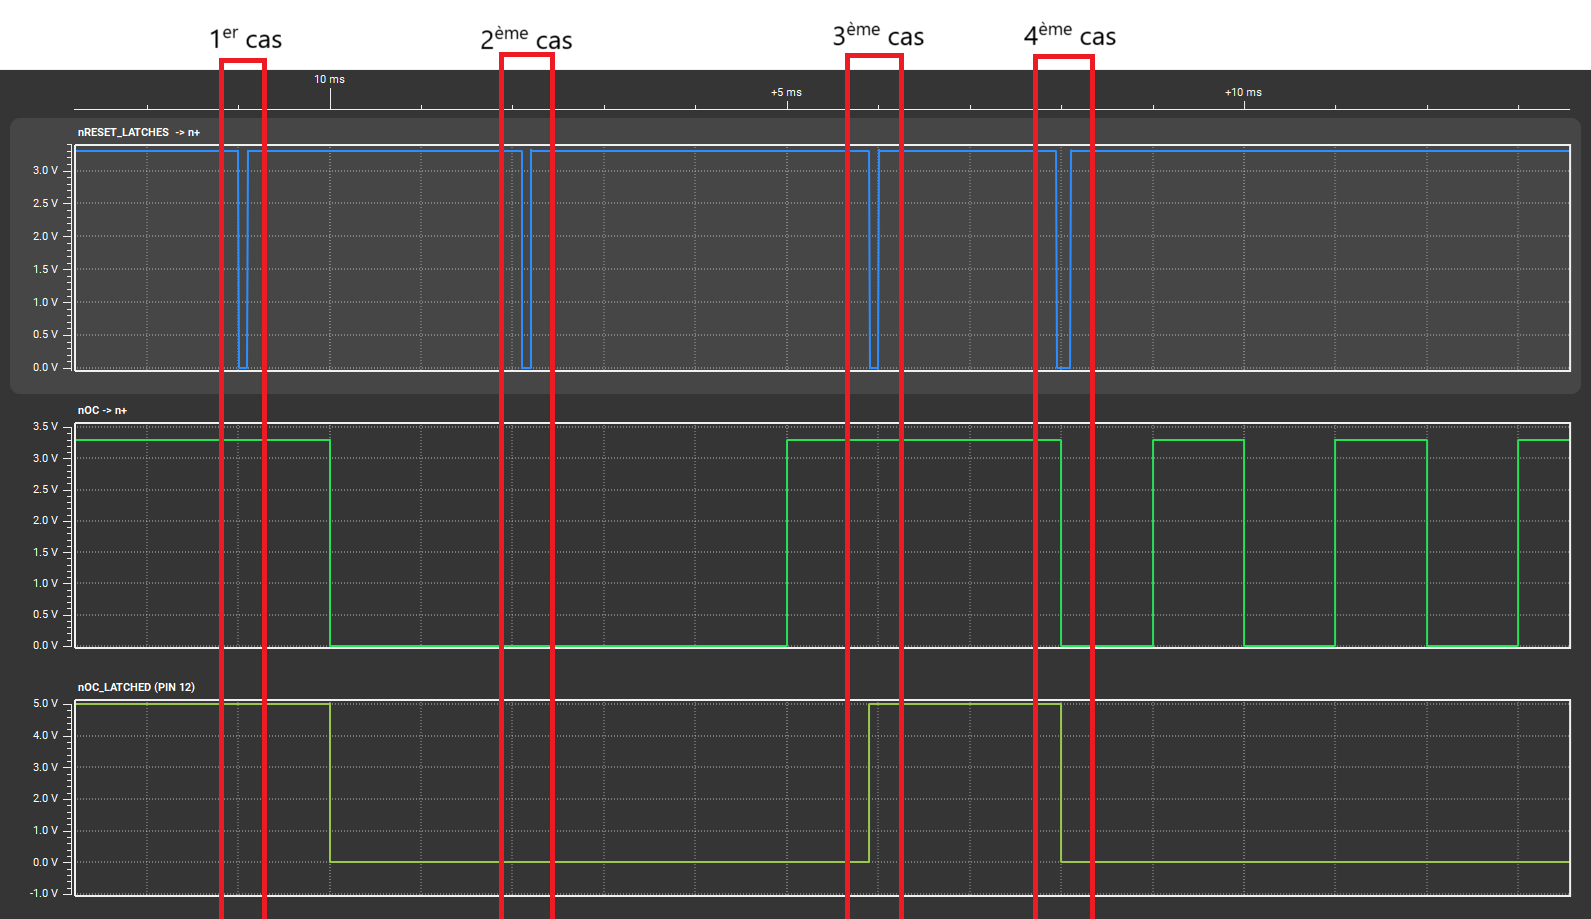 1er cas
2ème cas
3ème cas
4ème cas
10 ms
+5 ms
+10 ms
nRESET_LATCHES -> n+
3.0 V
2.5 V
2.0 V
1.5 V
1.0 V
0.5 V
0.0 V
nOC -> n+
3.5 V
3.0 V
2.5 V
2.0 V
1.5 V
1.0 V
0.5 V
0.0 V
nOC_LATCHED (PIN 12)
5.0 V
4.0 V
3.0 V
2.0 V
1.0 V
0.0 V
-1.0 V